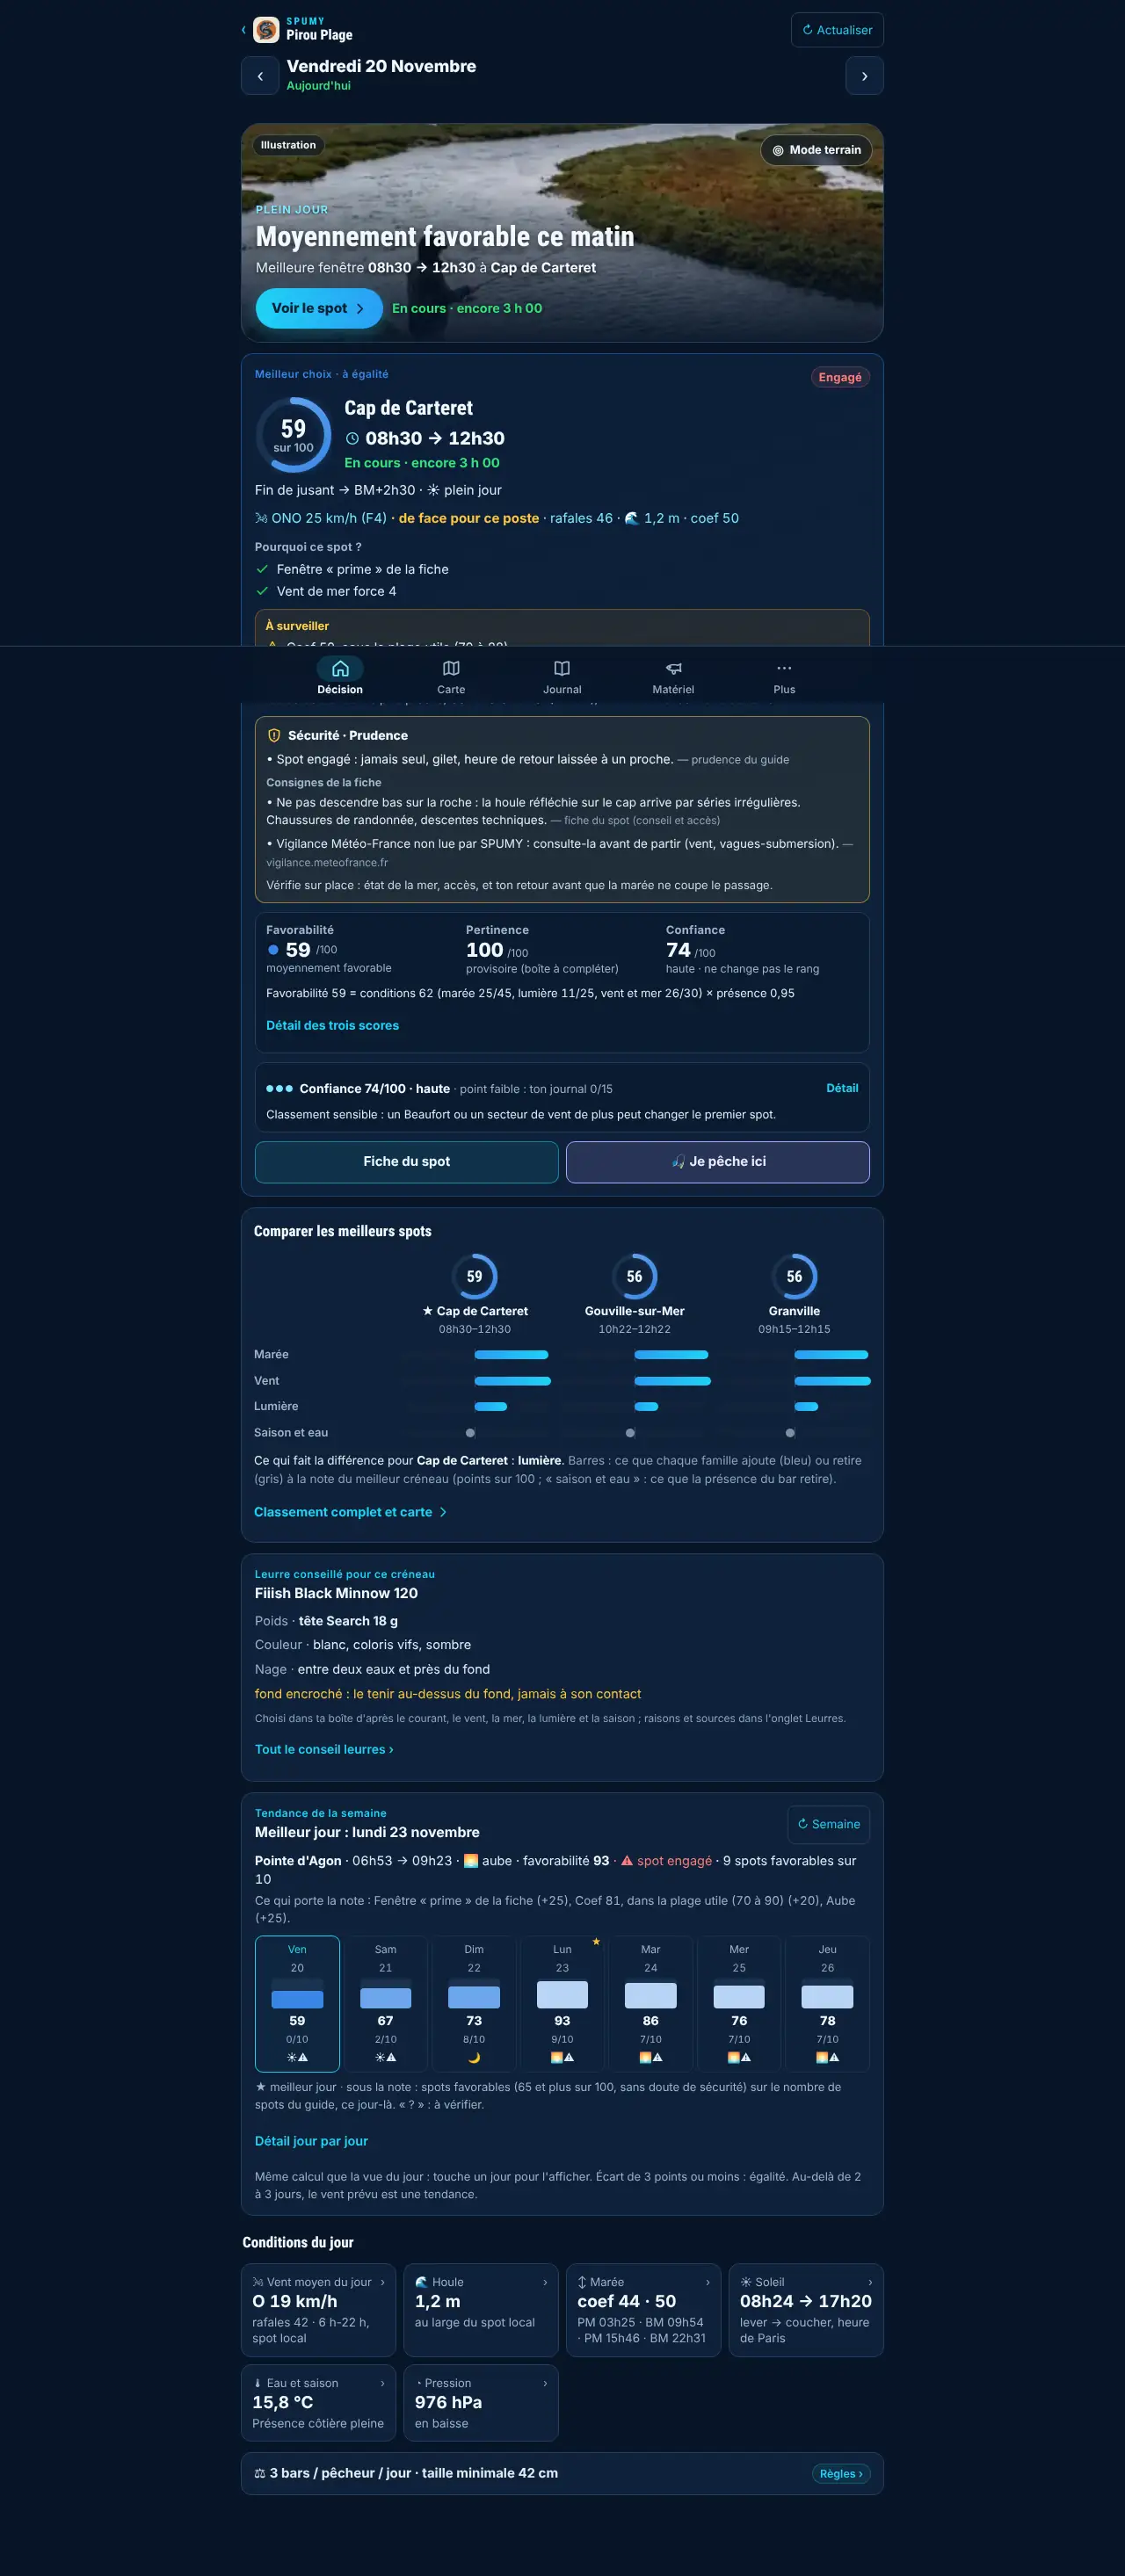 SPUMY
Pirou Plage
↻ Actualiser
Vendredi 20 Novembre
Aujourd'hui
Illustration
Mode terrain
PLEIN JOUR
Moyennement favorable ce matin
Meilleure fenêtre 08h30 → 12h30 à Cap de Carteret
Voir le spot ›
En cours · encore 3 h 00
Meilleur choix · à égalité
Engagé
59
sur 100
Cap de Carteret
08h30 → 12h30
En cours · encore 3 h 00
Fin de jusant → BM+2h30 · ☀ plein jour
🌬 ONO 25 km/h (F4) · de face pour ce poste · rafales 46 · 🌊 1,2 m · coef 50
Pourquoi ce spot ?
✓ Fenêtre « prime » de la fiche
✓ Vent de mer force 4
À surveiller
Décision
Carte
Journal
Matériel
Plus
Sécurité · Prudence
• Spot engagé : jamais seul, gilet, heure de retour laissée à un proche. — prudence du guide
Consignes de la fiche
• Ne pas descendre bas sur la roche : la houle réfléchie sur le cap arrive par séries irrégulières.
Chaussures de randonnée, descentes techniques. — fiche du spot (conseil et accès)
• Vigilance Météo-France non lue par SPUMY : consulte-la avant de partir (vent, vagues-submersion). —
vigilance.meteofrance.fr
Vérifie sur place : état de la mer, accès, et ton retour avant que la marée ne coupe le passage.
Favorabilité
59 /100
moyennement favorable
Pertinence
100 /100
provisoire (boîte à compléter)
Confiance
74 /100
haute · ne change pas le rang
Favorabilité 59 = conditions 62 (marée 25/45, lumière 11/25, vent et mer 26/30) × présence 0,95
Détail des trois scores
Confiance 74/100 · haute · point faible : ton journal 0/15
Détail
Classement sensible : un Beaufort ou un secteur de vent de plus peut changer le premier spot.
Fiche du spot
🎣 Je pêche ici
Comparer les meilleurs spots
59
56
56
★ Cap de Carteret
Gouville-sur-Mer
Granville
08h30–12h30
10h22–12h22
09h15–12h15
Marée
Vent
Lumière
Saison et eau
Ce qui fait la différence pour Cap de Carteret : lumière. Barres : ce que chaque famille ajoute (bleu) ou retire
(gris) à la note du meilleur créneau (points sur 100 ; « saison et eau » : ce que la présence du bar retire).
Classement complet et carte ›
Leurre conseillé pour ce créneau
Fiiish Black Minnow 120
Poids · tête Search 18 g
Couleur · blanc, coloris vifs, sombre
Nage · entre deux eaux et près du fond
fond encroché : le tenir au-dessus du fond, jamais à son contact
Choisi dans ta boîte d'après le courant, le vent, la mer, la lumière et la saison ; raisons et sources dans l'onglet Leurres.
Tout le conseil leurres ›
Tendance de la semaine
Meilleur jour : lundi 23 novembre
↻ Semaine
Pointe d'Agon · 06h53 → 09h23 · 🌅 aube · favorabilité 93 · ⚠ spot engagé · 9 spots favorables sur
10
Ce qui porte la note : Fenêtre « prime » de la fiche (+25), Coef 81, dans la plage utile (70 à 90) (+20), Aube
(+25).
Ven
Sam
Dim
Lun ★
Mar
Mer
Jeu
20
21
22
23
24
25
26
59
67
73
93
86
76
78
0/10
2/10
8/10
9/10
7/10
7/10
7/10
★ meilleur jour · sous la note : spots favorables (65 et plus sur 100, sans doute de sécurité) sur le nombre de
spots du guide, ce jour-là. « ? » : à vérifier.
Détail jour par jour
Même calcul que la vue du jour : touche un jour pour l'afficher. Écart de 3 points ou moins : égalité. Au-delà de 2
à 3 jours, le vent prévu est une tendance.
Conditions du jour
🌬 Vent moyen du jour ›
O 19 km/h
rafales 42 · 6 h-22 h,
spot local
🌊 Houle ›
1,2 m
au large du spot local
↕ Marée ›
coef 44 · 50
PM 03h25 · BM 09h54
· PM 15h46 · BM 22h31
☀ Soleil ›
08h24 → 17h20
lever → coucher, heure
de Paris
🌡 Eau et saison ›
15,8 °C
Présence côtière pleine
Pression ›
976 hPa
en baisse
⚖ 3 bars / pêcheur / jour · taille minimale 42 cm
Règles ›